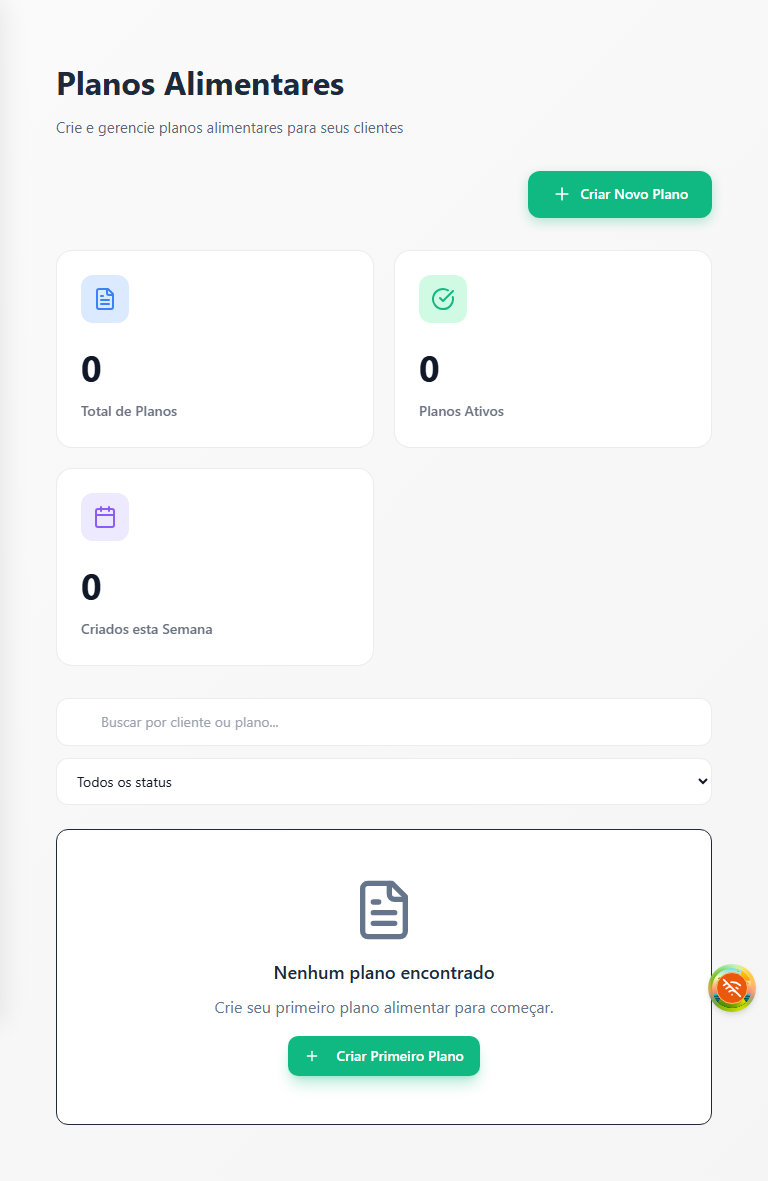 Planos Alimentares
Crie e gerencie planos alimentares para seus clientes
Criar Novo Plano
0
Total de Planos
0
Planos Ativos
0
Criados esta Semana
Buscar por cliente ou plano...
Todos os status
Nenhum plano encontrado
Crie seu primeiro plano alimentar para começar.
Criar Primeiro Plano